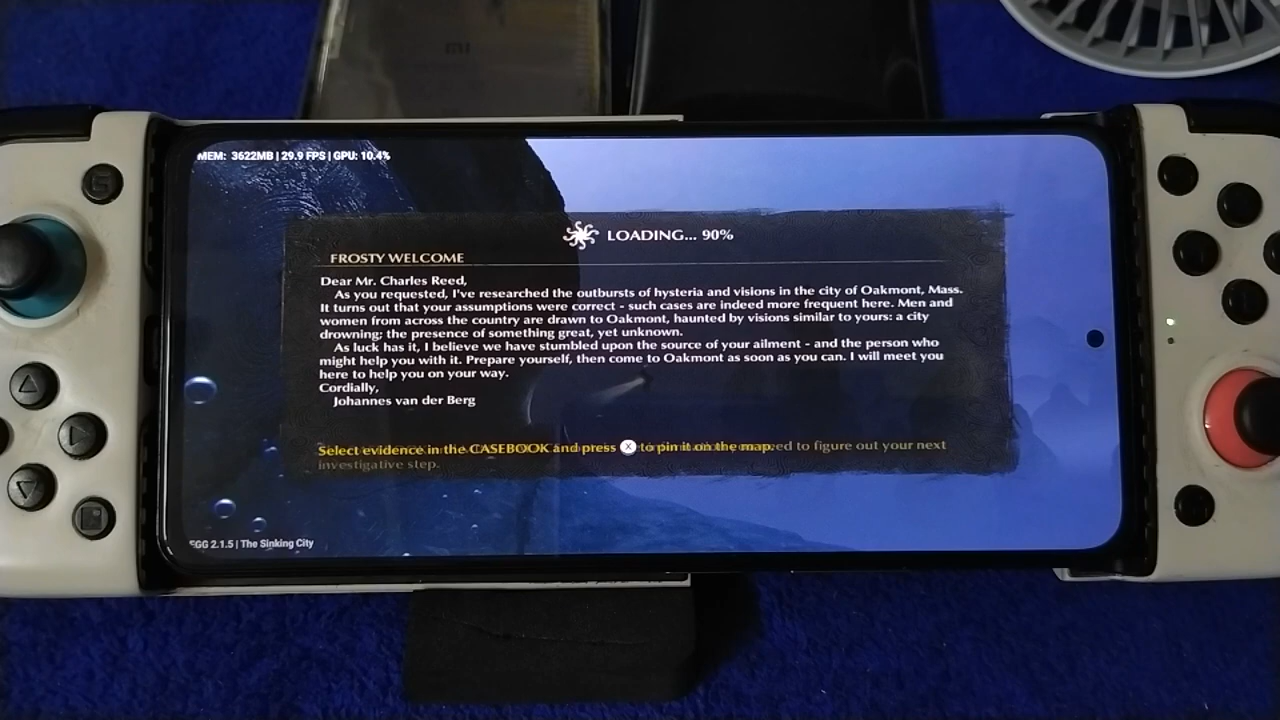 MEM: 3622MB | 29.9 FPS | GPU: 10.4%
LOADING... 90%
FROSTY WELCOME
Dear Mr. Charles Reed,
As you requested, I've researched the outbursts of hysteria and visions in the city of Oakmont, Mass.
It turns out that your assumptions were correct - such cases are indeed more frequent here. Men and
women from across the country are drawn to Oakmont, haunted by visions similar to yours: a city
drowning; the presence of something great, yet unknown.
As luck has it, I believe we have stumbled upon the source of your ailment - and the person who
might help you with it. Prepare yourself, then come to Oakmont as soon as you can. I will meet you
here to help you on your way.
Cordially,
Johannes van der Berg
Select evidence in the CASEBOOK and press X to pin it on the map.
to figure out your next
investigative step.
EGG 2.1.5 | The Sinking City